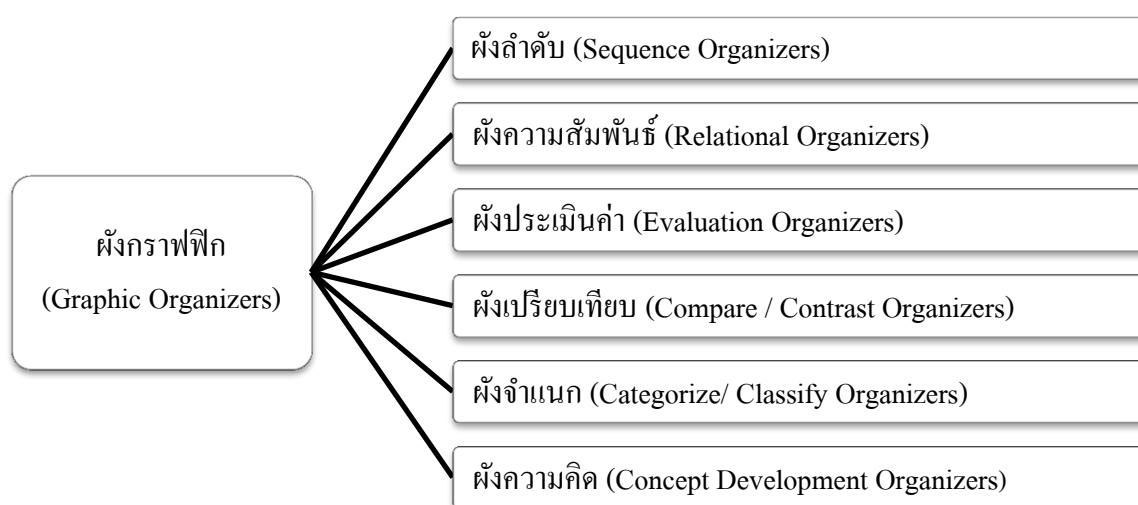 ผังกราฟฟิก
(Graphic Organizers)
ผังลำดับ (Sequence Organizers)
ผังความสัมพันธ์ (Relational Organizers)
ผังประเมินค่า (Evaluation Organizers)
ผังเปรียบเทียบ (Compare / Contrast Organizers)
ผังจำแนก (Categorize/ Classify Organizers)
ผังความคิด (Concept Development Organizers)